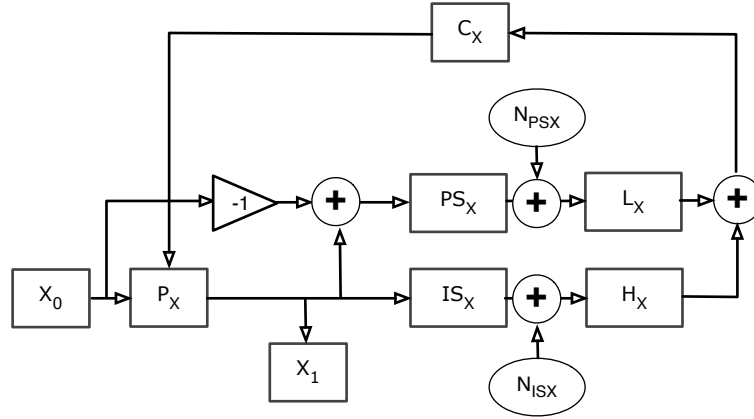 C_X
N_PSX
-1
+
PS_X
+
L_X
+
X_0
P_X
IS_X
+
H_X
X_1
N_ISX